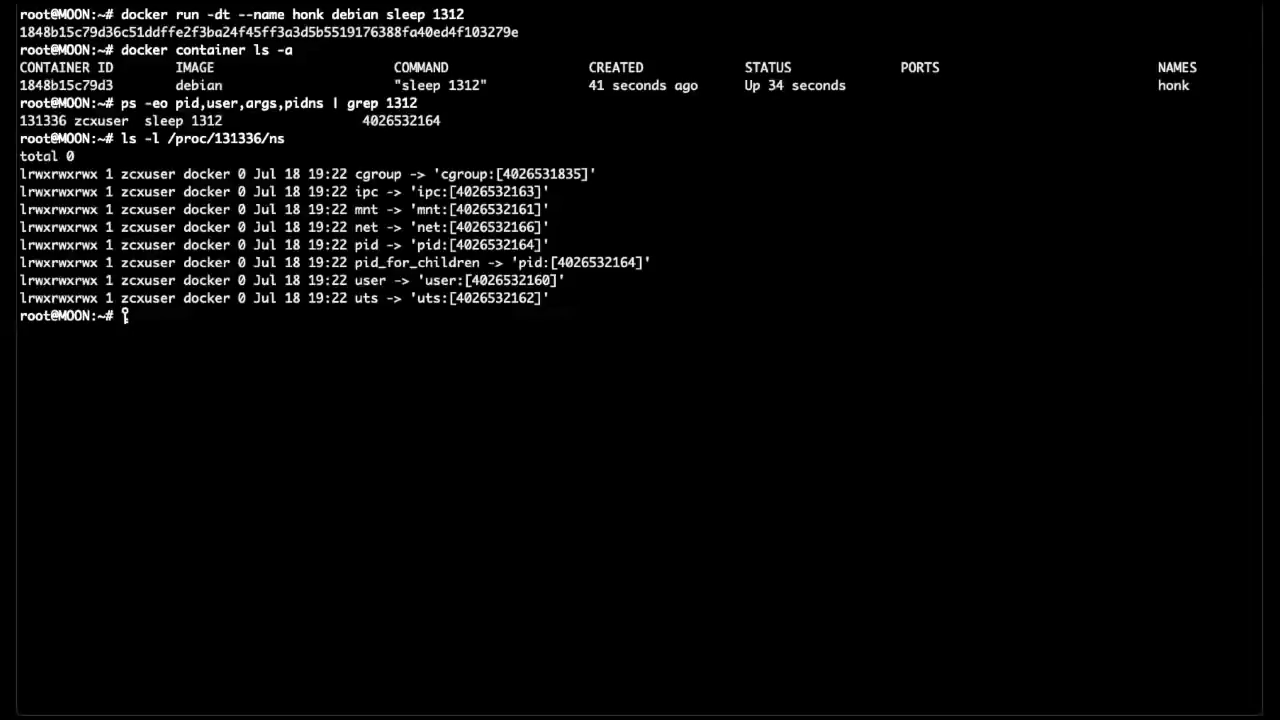 root@MOON:~# docker run -dt --name honk debian sleep 1312
1848b15c79d36c51ddffe2f3ba24f45ff3a3d5b5519176388fa40ed4f103279e
root@MOON:~# docker container ls -a
CONTAINER ID IMAGE COMMAND CREATED STATUS PORTS NAMES
1848b15c79d3 debian "sleep 1312" 41 seconds ago Up 34 seconds honk
root@MOON:~# ps -eo pid,user,args,pidns | grep 1312
131336 zcxuser sleep 1312 4026532164
root@MOON:~# ls -l /proc/131336/ns
total 0
lrwxrwxrwx 1 zcxuser docker 0 Jul 18 19:22 cgroup -> 'cgroup:[4026531835]'
lrwxrwxrwx 1 zcxuser docker 0 Jul 18 19:22 ipc -> 'ipc:[4026532163]'
lrwxrwxrwx 1 zcxuser docker 0 Jul 18 19:22 mnt -> 'mnt:[4026532161]'
lrwxrwxrwx 1 zcxuser docker 0 Jul 18 19:22 net -> 'net:[4026532166]'
lrwxrwxrwx 1 zcxuser docker 0 Jul 18 19:22 pid -> 'pid:[4026532164]'
lrwxrwxrwx 1 zcxuser docker 0 Jul 18 19:22 pid_for_children -> 'pid:[4026532164]'
lrwxrwxrwx 1 zcxuser docker 0 Jul 18 19:22 user -> 'user:[4026532160]'
lrwxrwxrwx 1 zcxuser docker 0 Jul 18 19:22 uts -> 'uts:[4026532162]'
root@MOON:~#